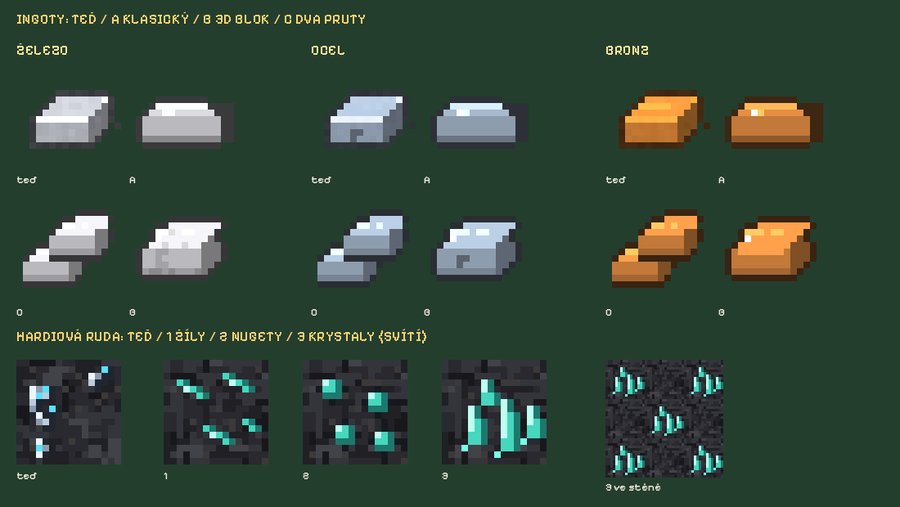 INGOTY: TEĎ / A KLASICKÝ / B 3D BLOK / C DVA PRUTY
ŽELEZO OCEL BRONZ
teď A teď A teď A
C B C B C B
HARDIOVÁ RUDA: TEĎ / 1 ŽÍLY / 2 NUGETY / 3 KRYSTALY (SVÍTÍ)
teď 1 2 3
3 ve stěně